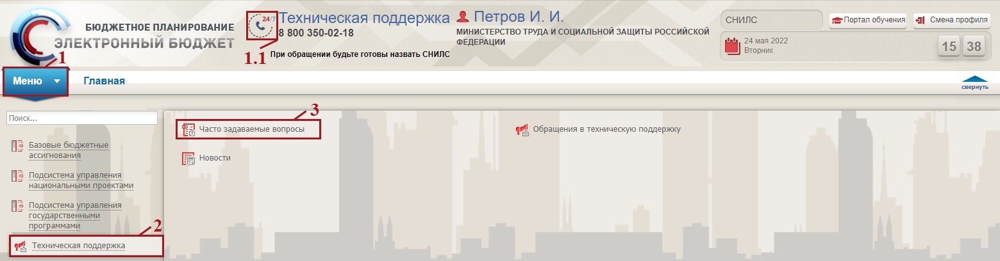 БЮДЖЕТНОЕ ПЛАНИРОВАНИЕ
ЭЛЕКТРОННЫЙ БЮДЖЕТ
24/7
Техническая поддержка
8 800 350-02-18
При обращении будьте готовы назвать СНИЛС
Петров И. И.
МИНИСТЕРСТВО ТРУДА И СОЦИАЛЬНОЙ ЗАЩИТЫ РОССИЙСКОЙ
ФЕДЕРАЦИИ
СНИЛС
Портал обучения
Смена профиля
24 мая 2022
Вторник
15 38
1
1.1
Меню
Главная
свернуть
Поиск...
Базовые бюджетные
ассигнования
Подсистема управления
национальными проектами
Подсистема управления
государственными
программами
2
Техническая поддержка
3
Часто задаваемые вопросы
Новости
Обращения в техническую поддержку